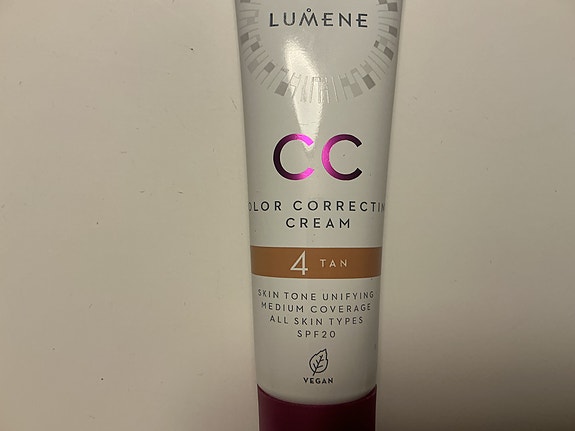 LUMENE
CC
OLOR CORRECTIN
CREAM
4 TAN
SKIN TONE UNIFYING
MEDIUM COVERAGE
ALL SKIN TYPES
SPF20
VEGAN